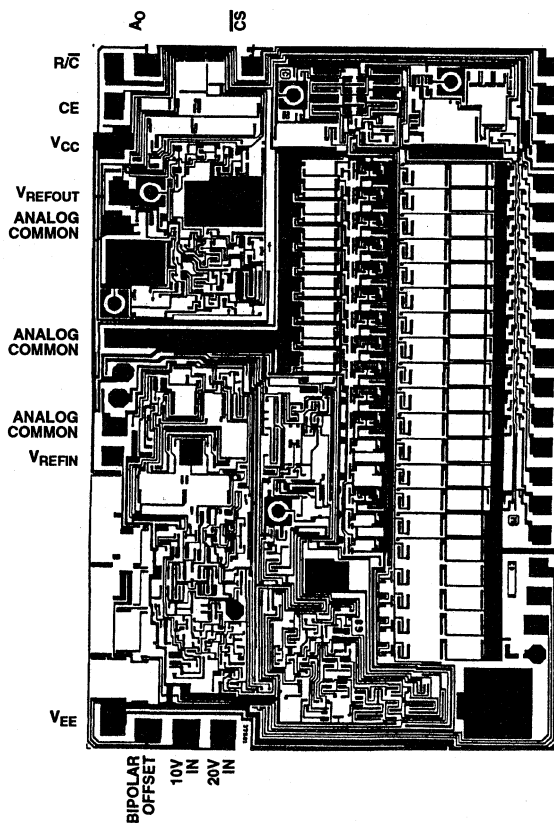 A0
CS
R/C
CE
VCC
VREFOUT
ANALOG
COMMON
ANALOG
COMMON
ANALOG
COMMON
VREFIN
VEE
BIPOLAR
OFFSET
10V
IN
20V
IN